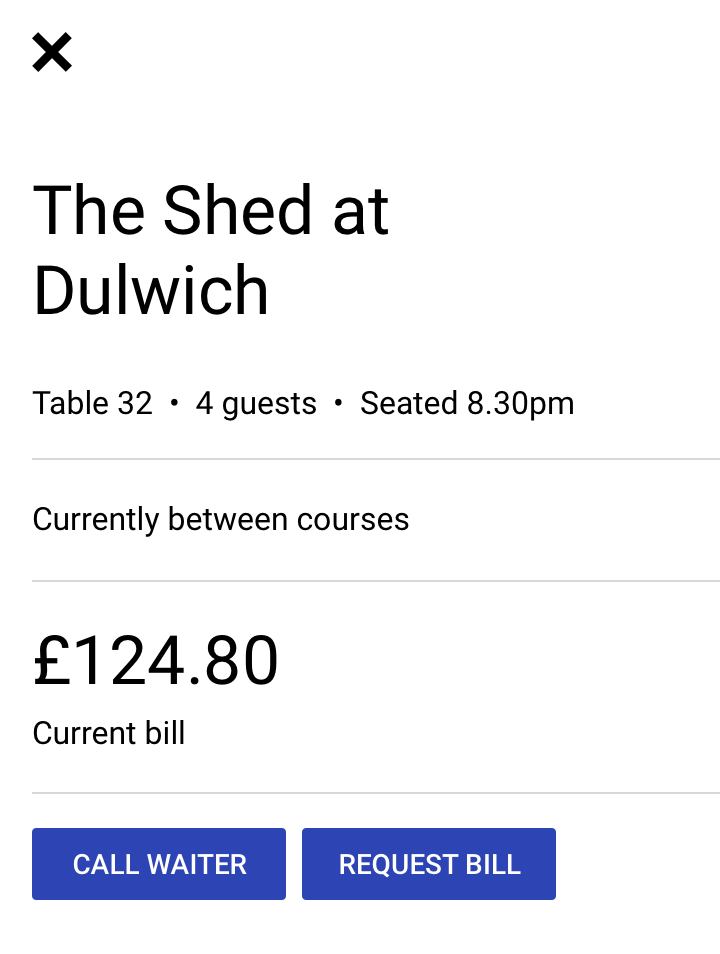 The Shed at
Dulwich
Table 32 • 4 guests • Seated 8.30pm
Currently between courses
£124.80
Current bill
CALL WAITER REQUEST BILL